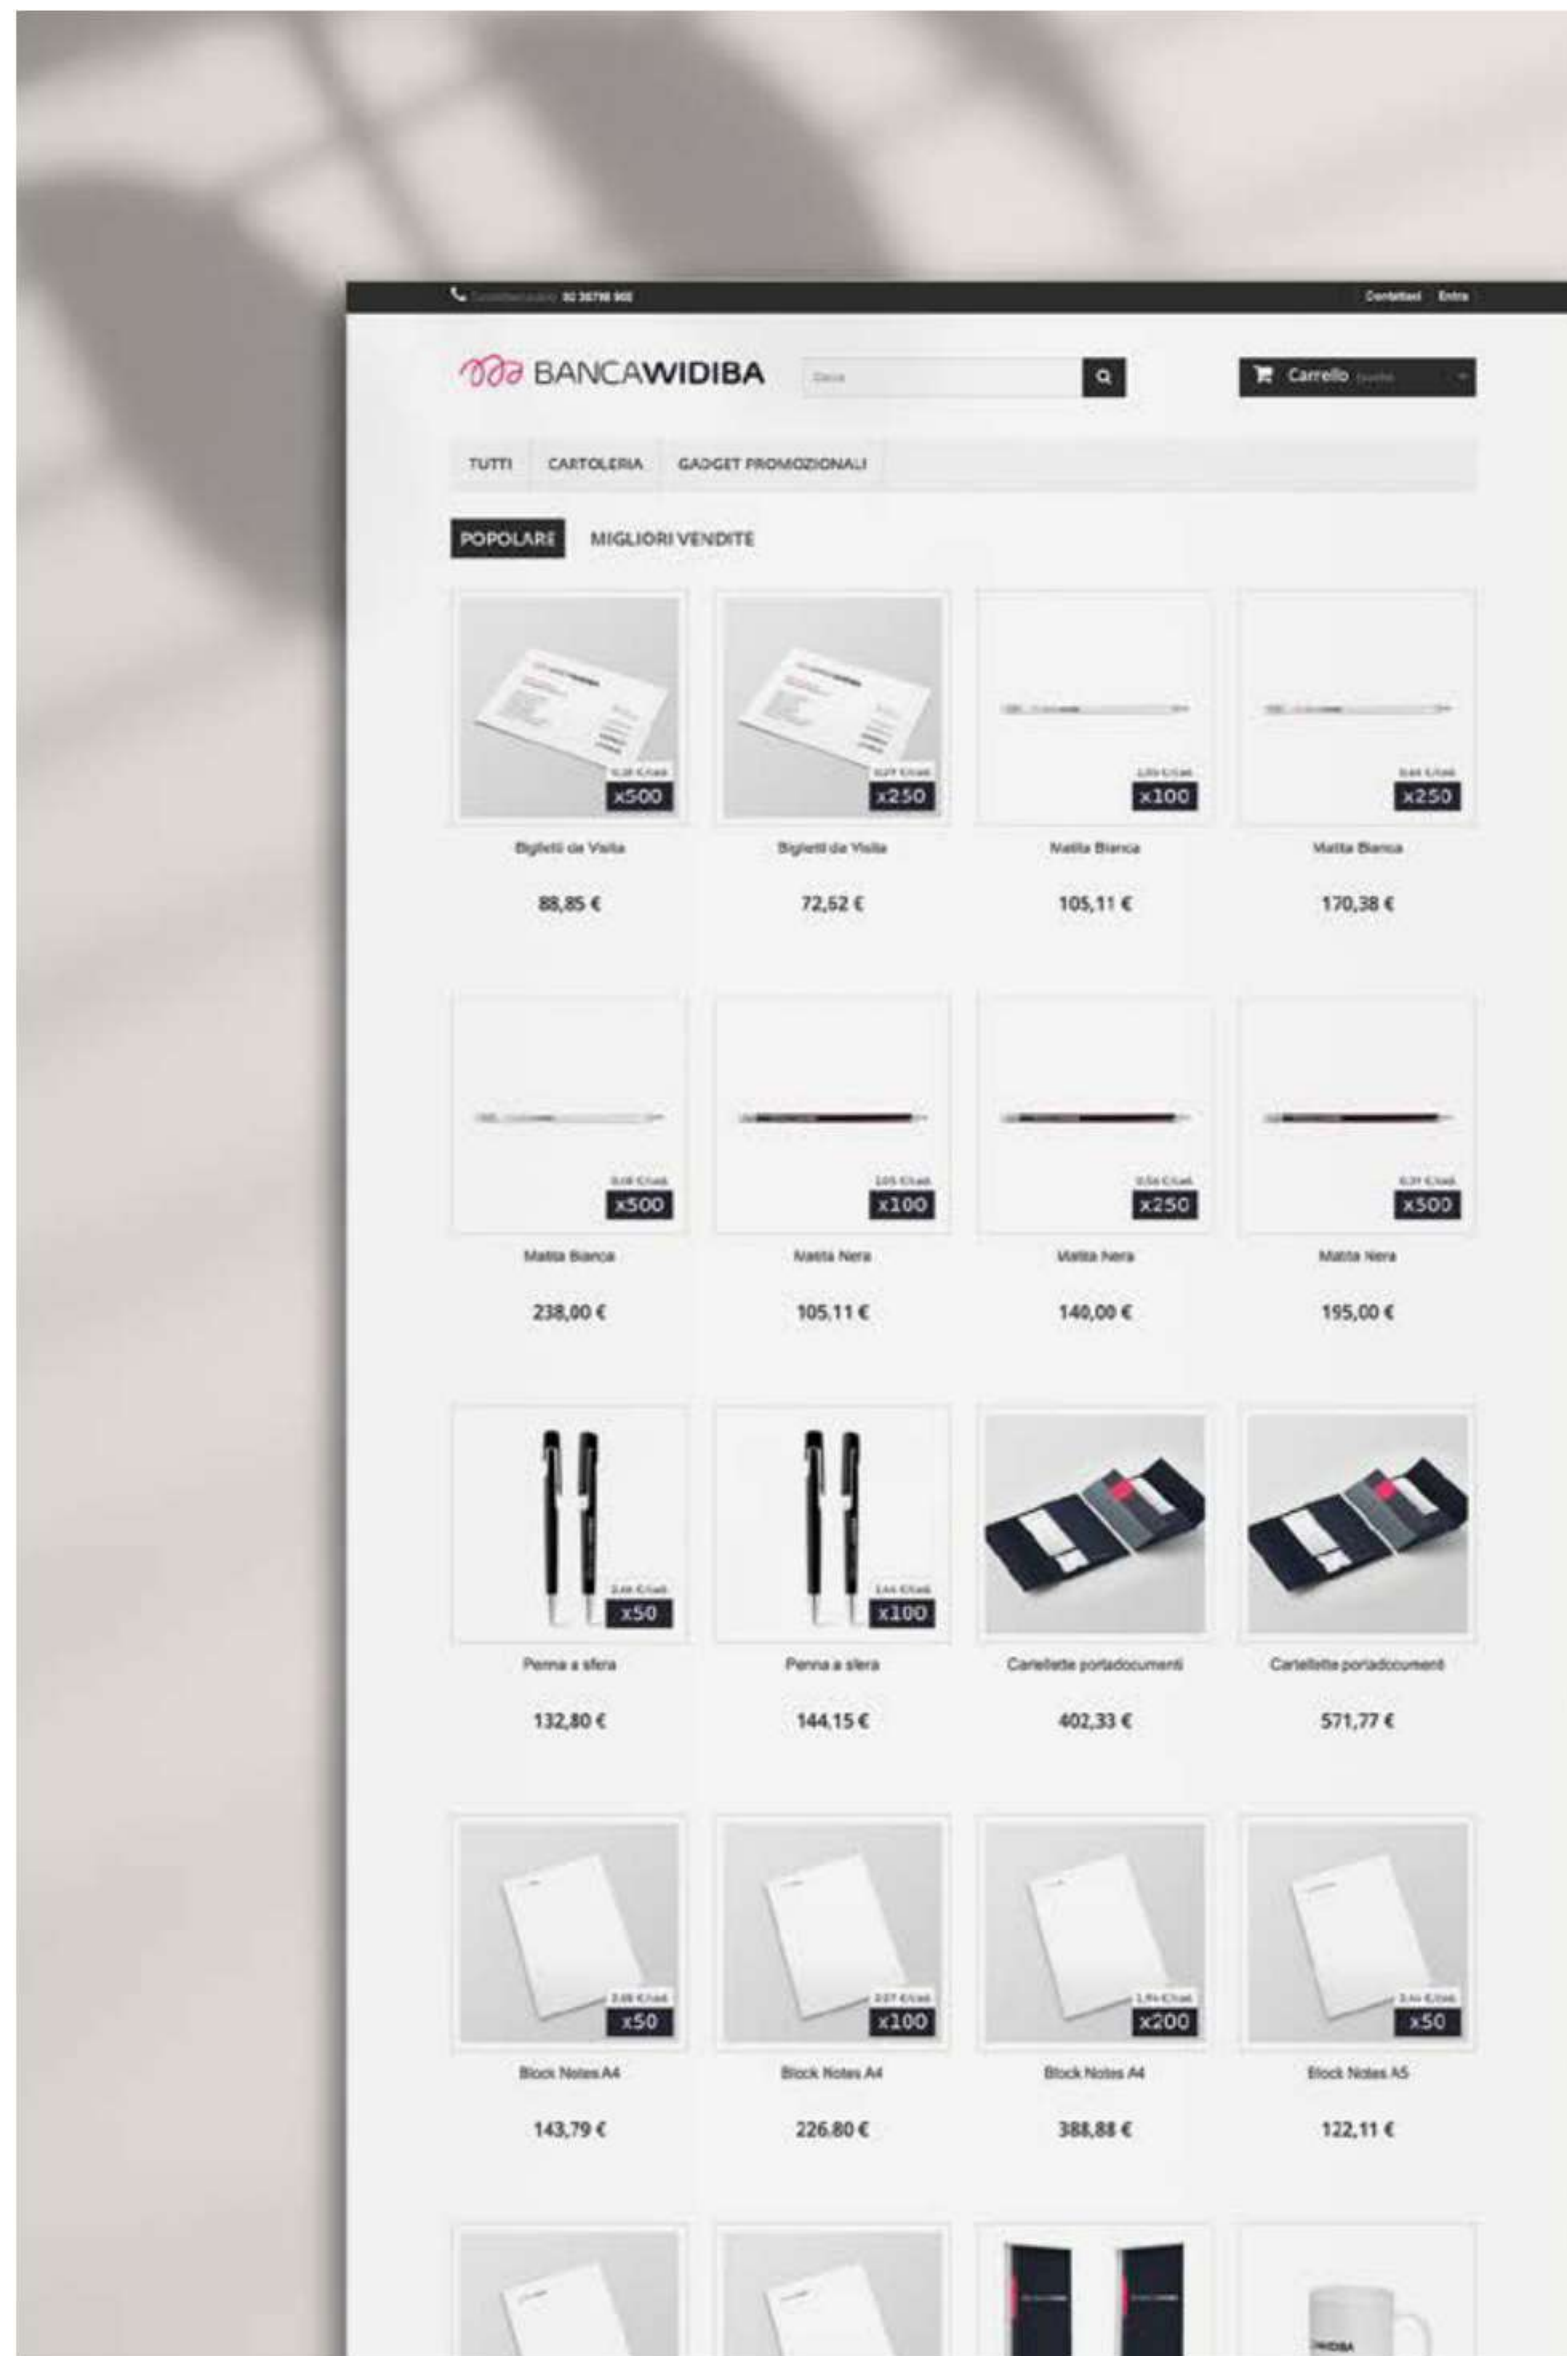 BANCAWIDIBA
Contattaci Entra
Cerca
Carrello
TUTTI CARTOLERIA GADGET PROMOZIONALI
POPOLARE MIGLIORI VENDITE
x500 x250 x100 x250
Biglietti da Visita Biglietti da Visita Matita Bianca Matita Bianca
88,85 € 72,62 € 105,11 € 170,38 €
x500 x100 x250 x500
Matita Bianca Matita Nera Matita Nera Matita Nera
238,00 € 105,11 € 140,00 € 195,00 €
x50 x100
Penna a sfera Penna a sfera Cartellette portadocumenti Cartellette portadocumenti
132,80 € 144,15 € 402,33 € 571,77 €
x50 x100 x200 x50
Block Notes A4 Block Notes A4 Block Notes A4 Block Notes A5
143,79 € 226,80 € 388,88 € 122,11 €